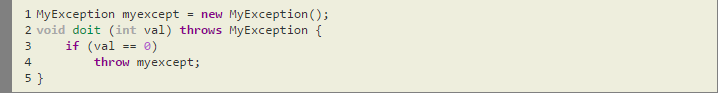 1 MyException myexcept = new MyException();
2 void doit (int val) throws MyException {
3     if (val == 0)
4         throw myexcept;
5 }